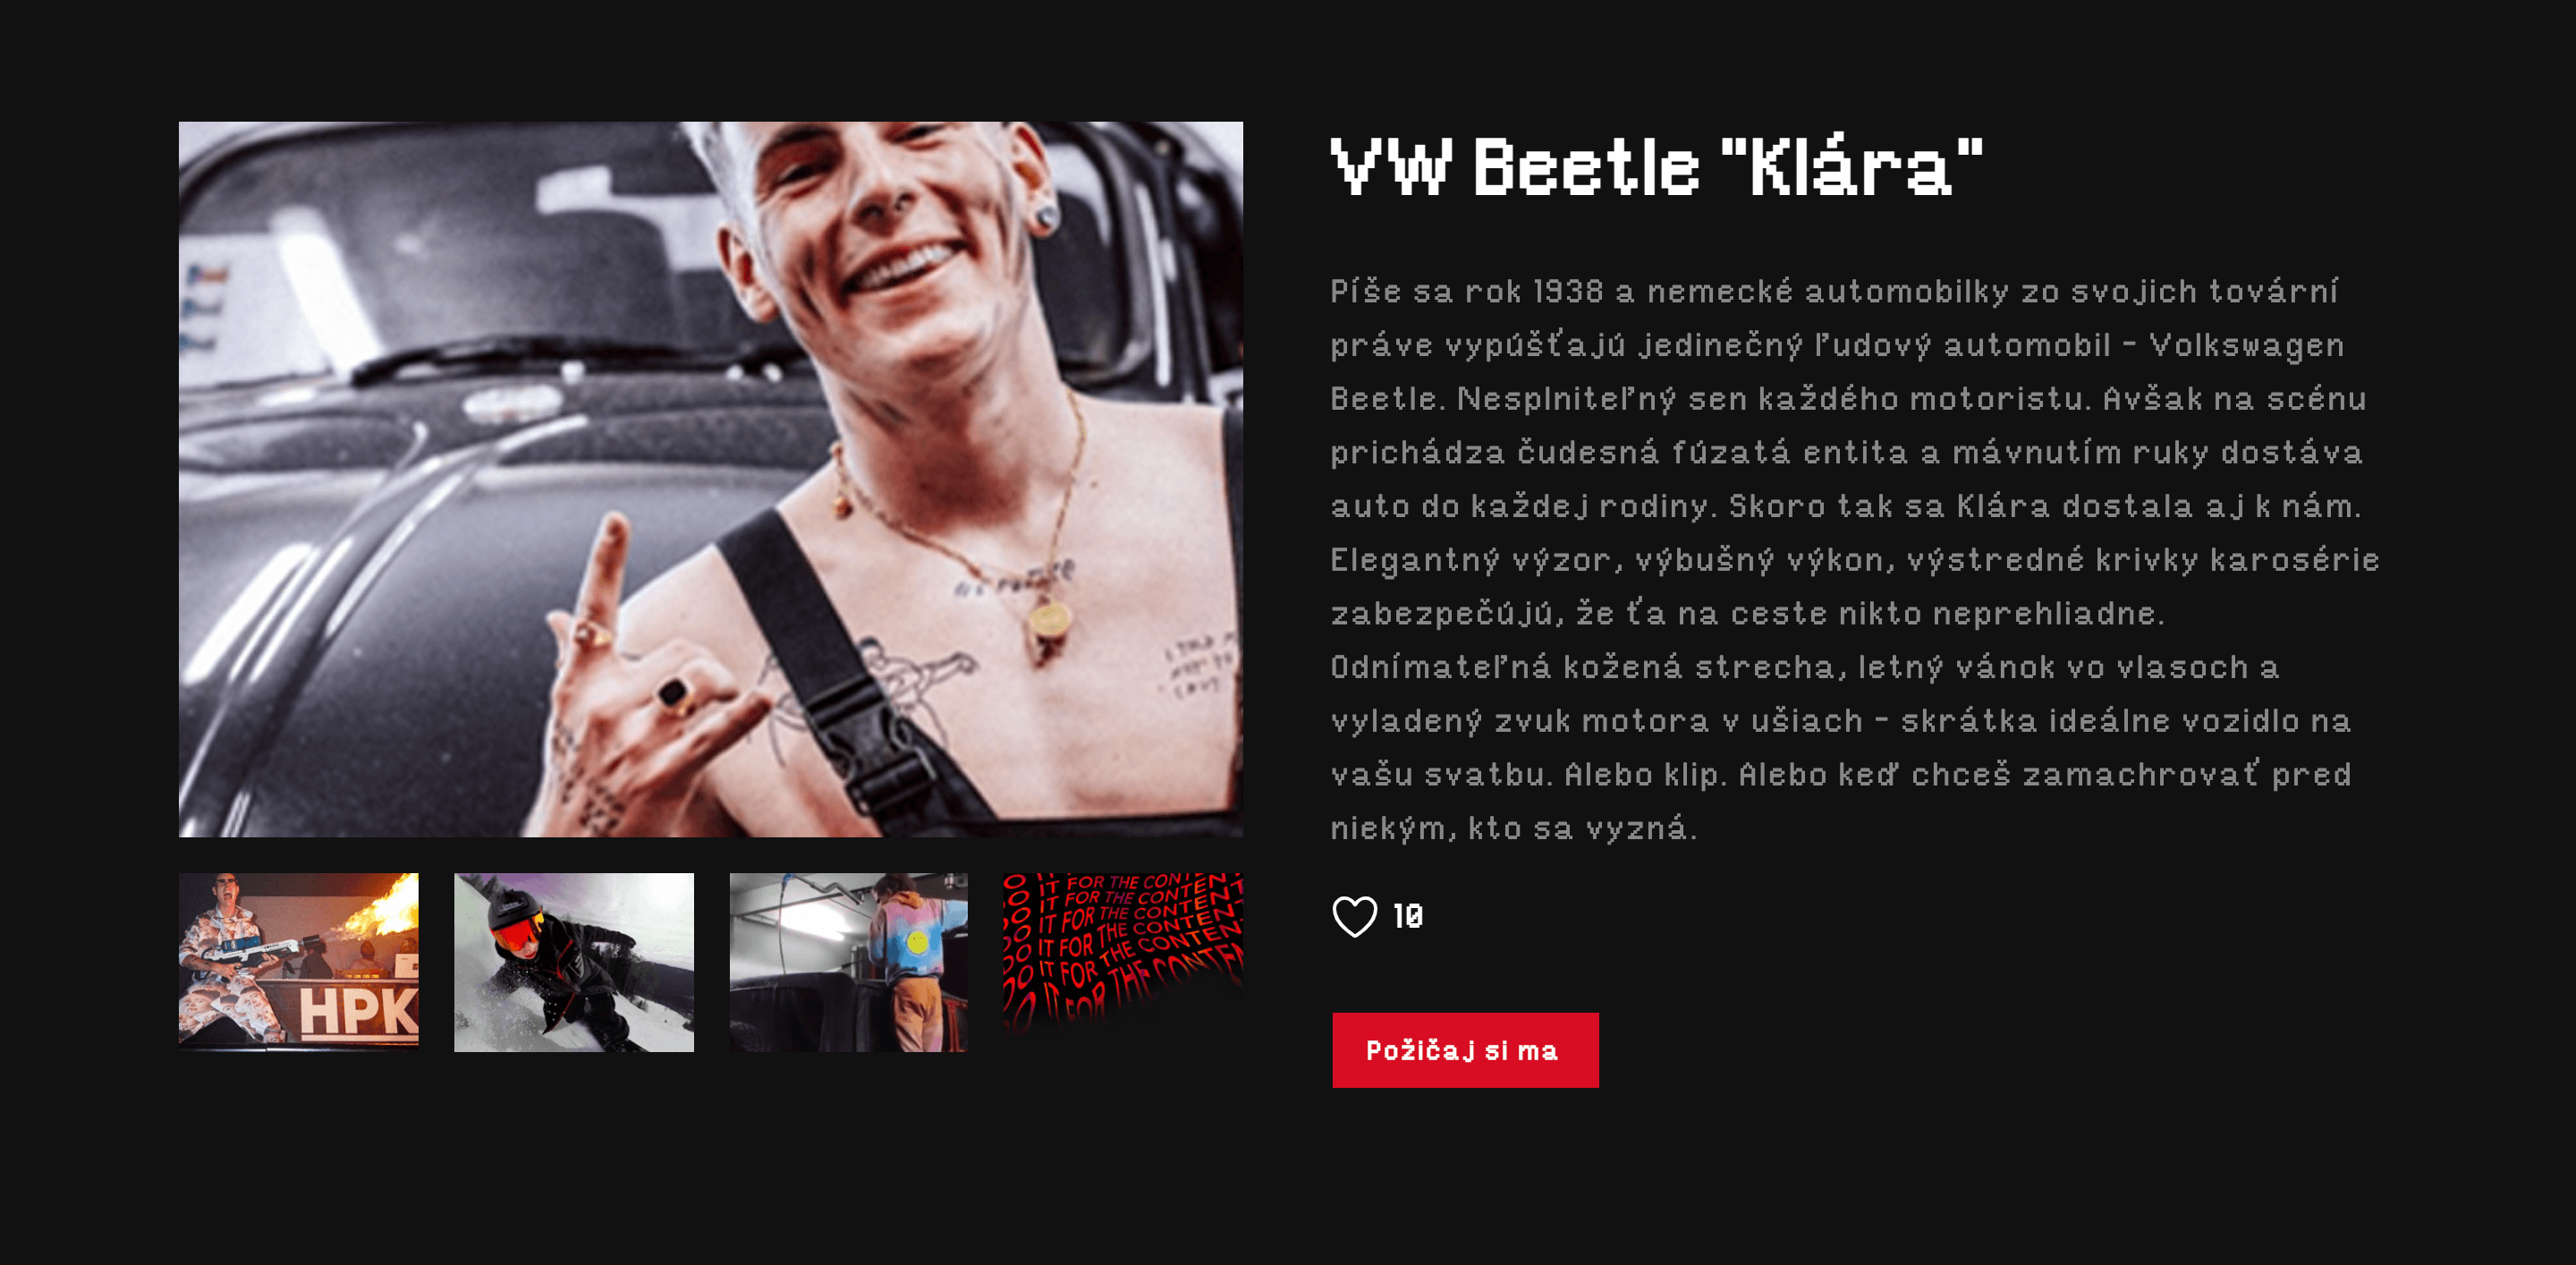 VW Beetle "Klára"
Píše sa rok 1938 a nemecké automobilky zo svojich tovární
práve vypúšťajú jedinečný ľudový automobil - Volkswagen
Beetle. Nesplniteľný sen každého motoristu. Avšak na scénu
prichádza čudesná fúzatá entita a mávnutím ruky dostáva
auto do každej rodiny. Skoro tak sa Klára dostala aj k nám.
Elegantný výzor, výbušný výkon, výstredné krivky karosérie
zabezpečújú, že ťa na ceste nikto neprehliadne.
Odnímateľná kožená strecha, letný vánok vo vlasoch a
vyladený zvuk motora v ušiach - skrátka ideálne vozidlo na
vašu svatbu. Alebo klip. Alebo keď chceš zamachrovať pred
niekým, kto sa vyzná.
10
Požičaj si ma
HPK
IT FOR THE CONTENT
IT FOR THE CONTENT
IT FOR THE CONTENT
IT FOR THE CONTENT
IT FOR THE CONTENT
IT FOR THE CONTEN